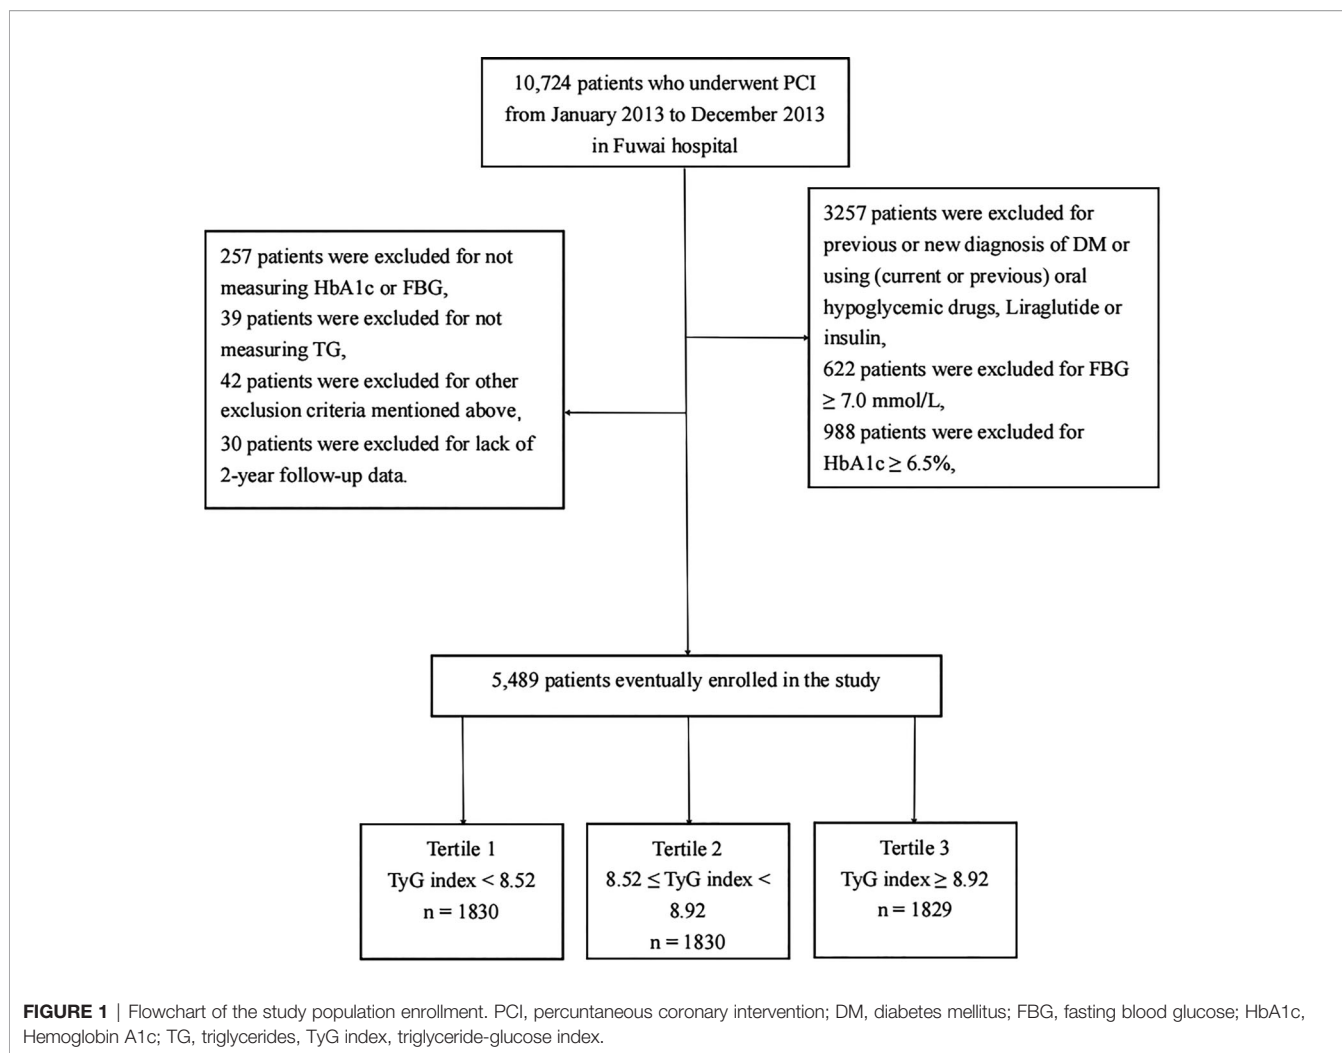 10,724 patients who underwent PCI
from January 2013 to December 2013
in Fuwai hospital
257 patients were excluded for not
measuring HbA1c or FBG,
39 patients were excluded for not
measuring TG,
42 patients were excluded for other
exclusion criteria mentioned above,
30 patients were excluded for lack of
2-year follow-up data.
3257 patients were excluded for
previous or new diagnosis of DM or
using (current or previous) oral
hypoglycemic drugs, Liraglutide or
insulin,
622 patients were excluded for FBG
≥ 7.0 mmol/L,
988 patients were excluded for
HbA1c ≥ 6.5%,
5,489 patients eventually enrolled in the study
Tertile 1
TyG index < 8.52
n = 1830
Tertile 2
8.52 ≤ TyG index <
8.92
n = 1830
Tertile 3
TyG index ≥ 8.92
n = 1829
FIGURE 1 | Flowchart of the study population enrollment. PCI, percuntaneous coronary intervention; DM, diabetes mellitus; FBG, fasting blood glucose; HbA1c,
Hemoglobin A1c; TG, triglycerides, TyG index, triglyceride-glucose index.